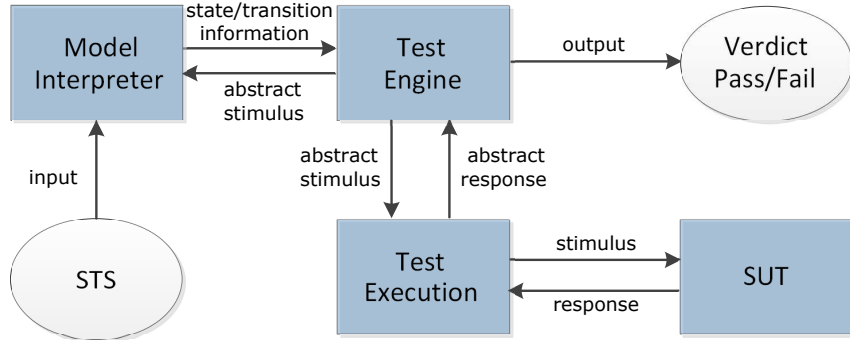 state/transition
information
Model
Interpreter
Test
Engine
output
Verdict
Pass/Fail
abstract
stimulus
input
abstract
stimulus
abstract
response
STS
Test
Execution
stimulus
response
SUT